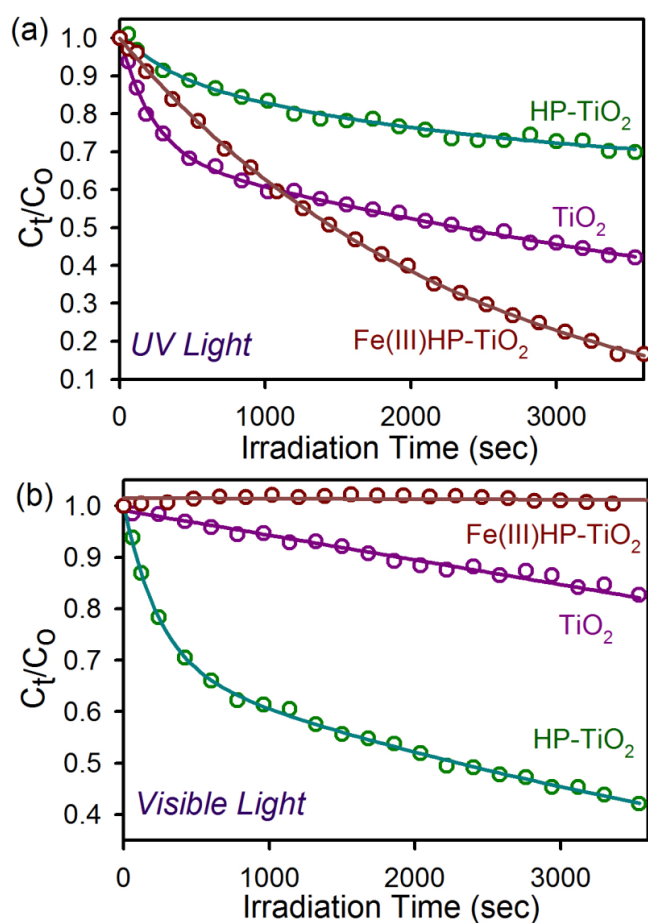 (a)
1.0
0.9
0.8
0.7
0.6
0.5
0.4
0.3
0.2
0.1
Ct/Co
HP-TiO2
TiO2
Fe(III)HP-TiO2
UV Light
0 1000 2000 3000
Irradiation Time (sec)
(b)
1.0
0.9
0.8
0.7
0.6
0.5
0.4
Ct/Co
Fe(III)HP-TiO2
TiO2
HP-TiO2
Visible Light
0 1000 2000 3000
Irradiation Time (sec)